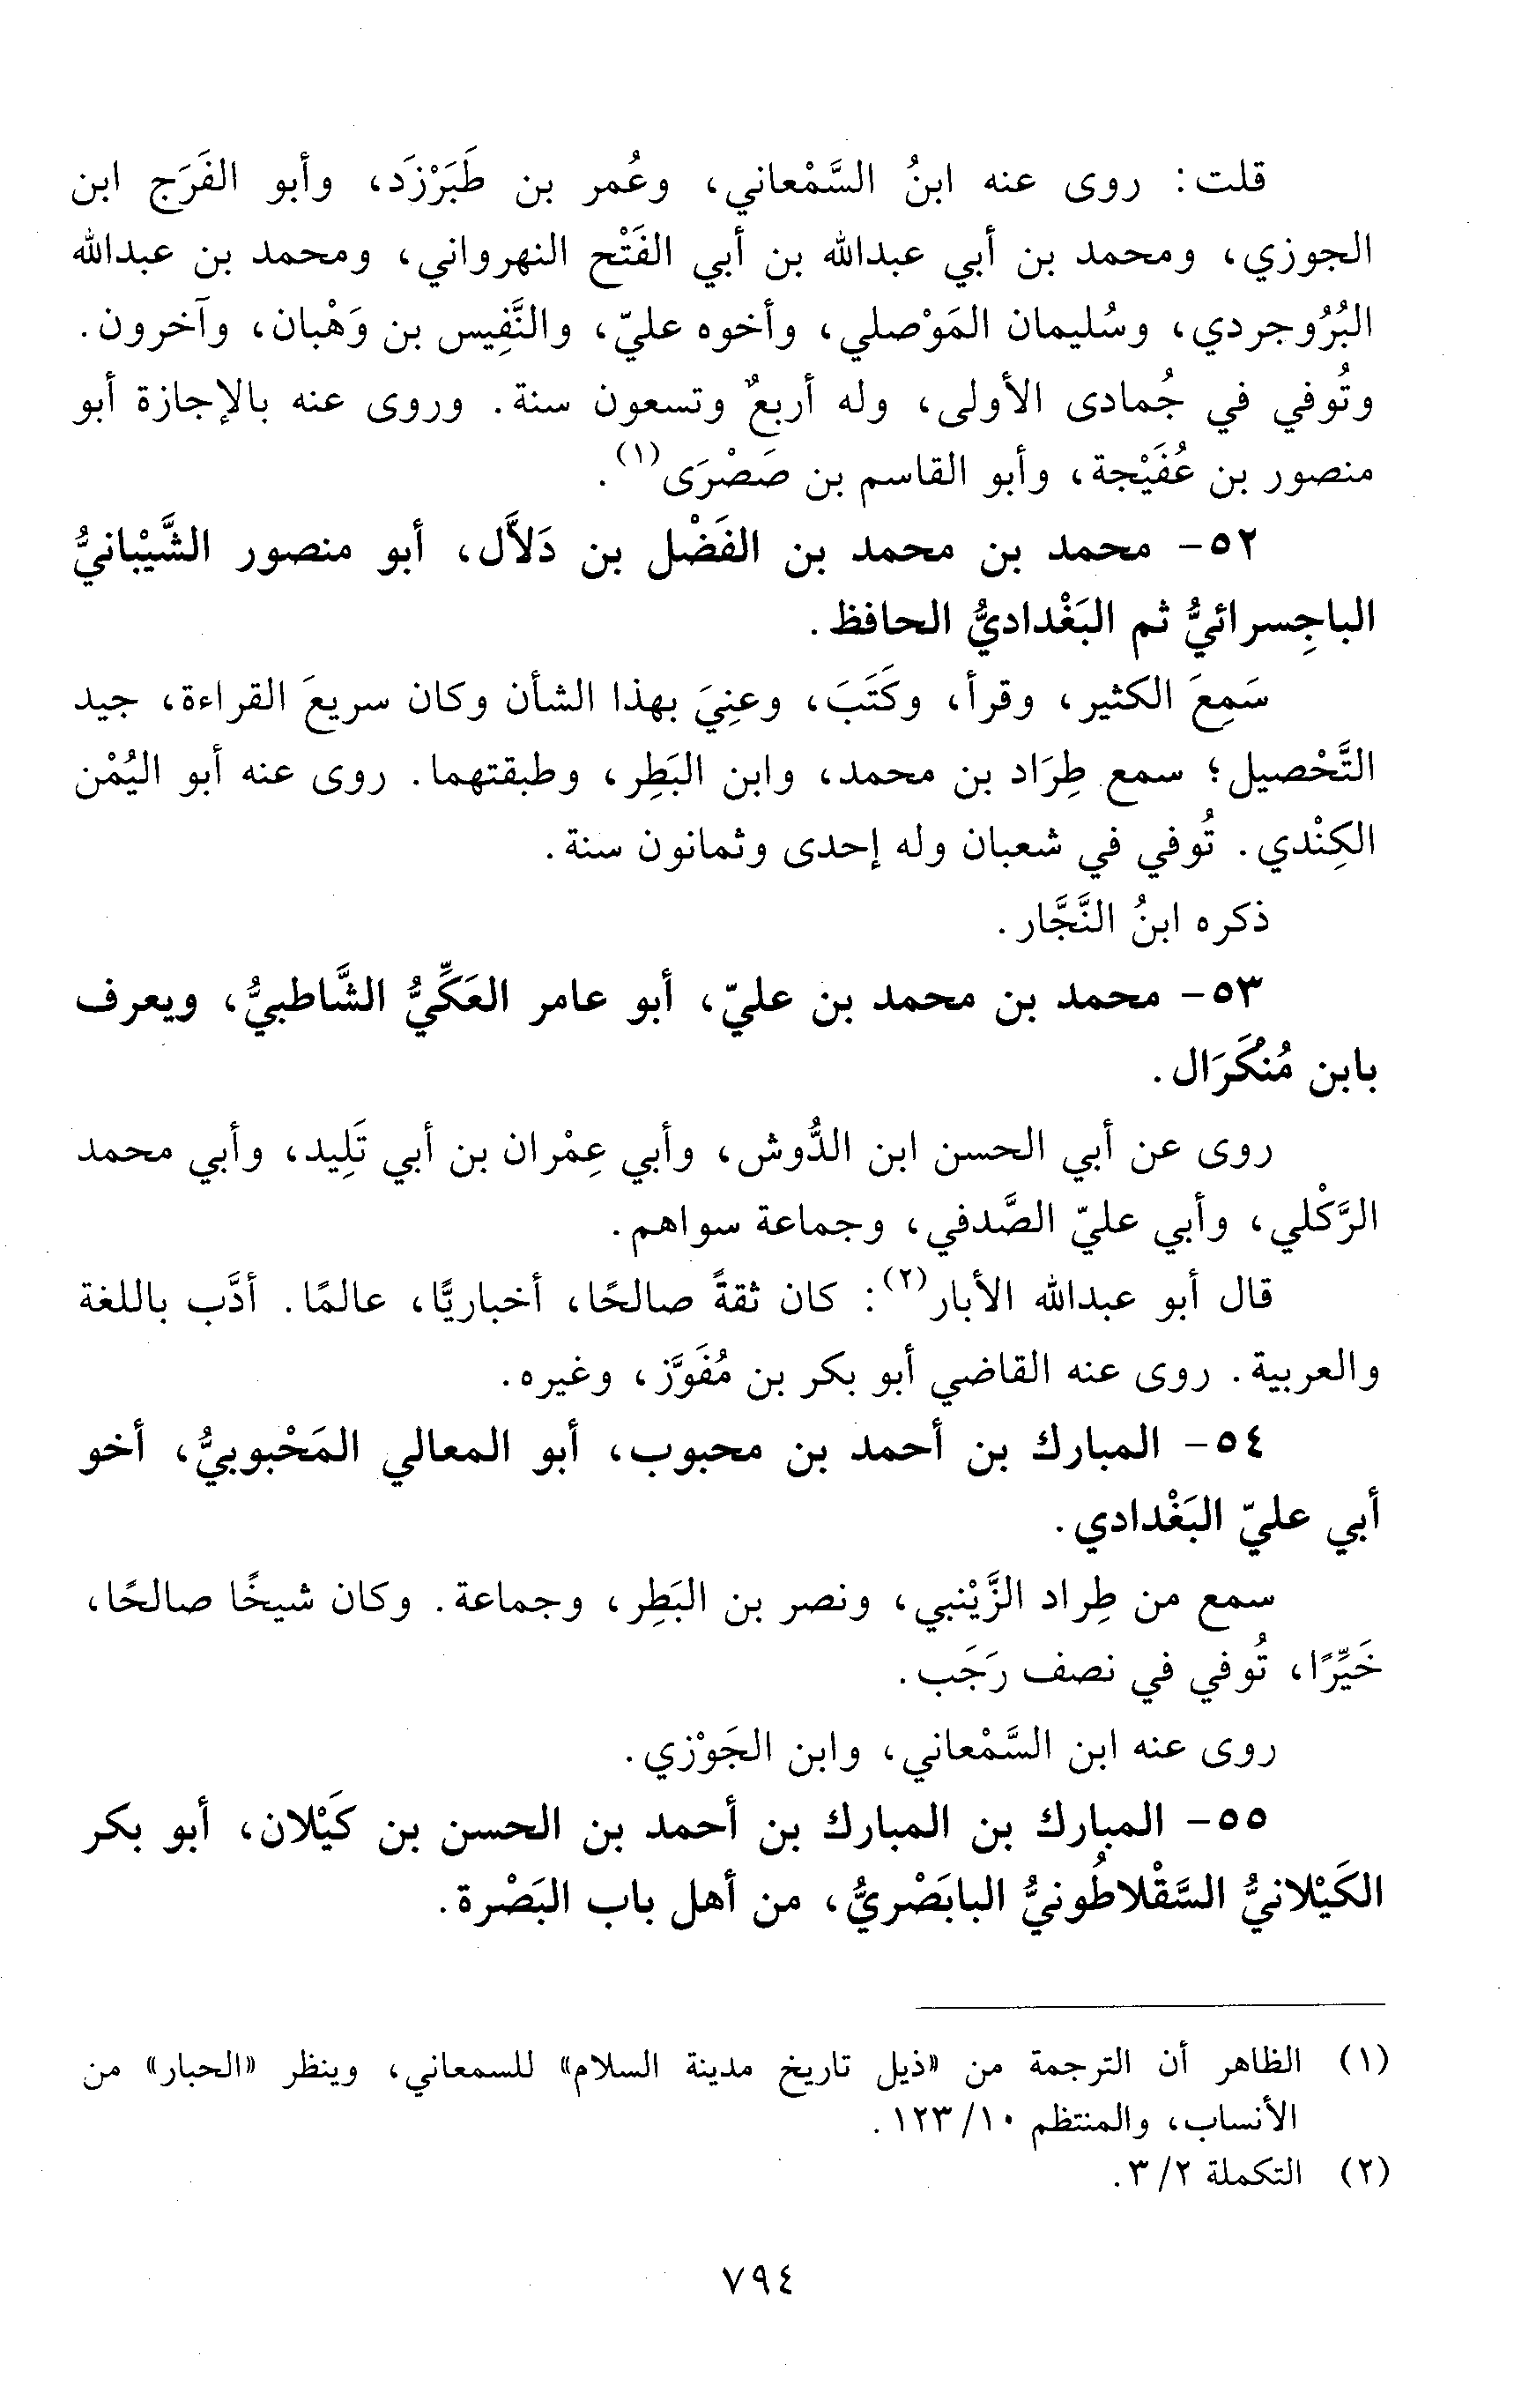 قلت: روى عنه ابنُ السَّمْعاني، وعُمر بن طَبَرْزَد، وأبو الفَرَج ابن
الجوزي، ومحمد بن أبي عبدالله بن أبي الفَتْح النهرواني، ومحمد بن عبدالله
البُرُوجردي، وسُليمان المَوْصلي، وأخوه عليّ، والنَّفِيس بن وَهْبان، وآخرون.
وتُوفي في جُمادى الأولى، وله أربعٌ وتسعون سنة. وروى عنه بالإجازة أبو
منصور بن عُفَيْجة، وأبو القاسم بن صَصْرَى(١).
٥٢- محمد بن محمد بن الفَضْل بن دَلاَّل، أبو منصور الشَّيْبانيُّ
الباجِسرائيُّ ثم البَغْداديُّ الحافظ.
سَمِعَ الكثير، وقرأ، وكَتَبَ، وعنِيَ بهذا الشأن وكان سريعَ القراءة، جيد
التَّحْصيل؛ سمع طِرَاد بن محمد، وابن البَطِر، وطبقتهما. روى عنه أبو اليُمْن
الكِنْدي. تُوفي في شعبان وله إحدى وثمانون سنة.
ذكره ابنُ النَّجَّار.
٥٣- محمد بن محمد بن عليّ، أبو عامر العَكِّيُّ الشَّاطبيُّ، ويعرف
بابن مُنْكَرَال.
روى عن أبي الحسن ابن الدُّوش، وأبي عِمْران بن أبي تَلِيد، وأبي محمد
الرَّكْلي، وأبي عليّ الصَّدفي، وجماعة سواهم.
قال أبو عبدالله الأبار(٢): كان ثقةً صالحًا، أخباريًّا، عالمًا. أدَّب باللغة
والعربية. روى عنه القاضي أبو بكر بن مُفَوَّز، وغيره.
٥٤- المبارك بن أحمد بن محبوب، أبو المعالي المَحْبوبيُّ، أخو
أبي عليّ البَغْدادي.
سمع من طِراد الزَّيْنبي، ونصر بن البَطِر، وجماعة. وكان شيخًا صالحًا،
خَيِّرًا، تُوفي في نصف رَجَب.
روى عنه ابن السَّمْعاني، وابن الجَوْزي.
٥٥- المبارك بن المبارك بن أحمد بن الحسن بن كَيْلان، أبو بكر
الكَيْلانيُّ السَّقْلاطُونيُّ البابَصْريُّ، من أهل باب البَصْرة.
(١) الظاهر أن الترجمة من «ذيل تاريخ مدينة السلام» للسمعاني، وينظر «الحبار» من
الأنساب، والمنتظم ١٠/ ١٢٣.
(٢) التكملة ٢/ ٣.
٧٩٤